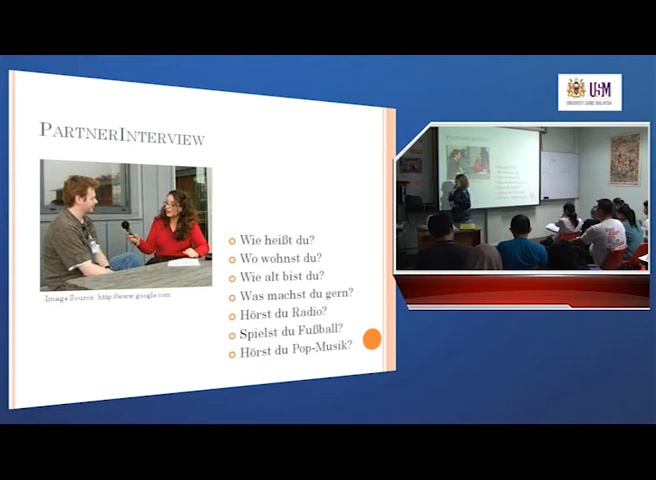 USM
UNIVERSITI SAINS MALAYSIA
PARTNERINTERVIEW
Image Source: http://www.google.com
Wie heißt du?
Wo wohnst du?
Wie alt bist du?
Was machst du gern?
Hörst du Radio?
Spielst du Fußball?
Hörst du Pop-Musik?